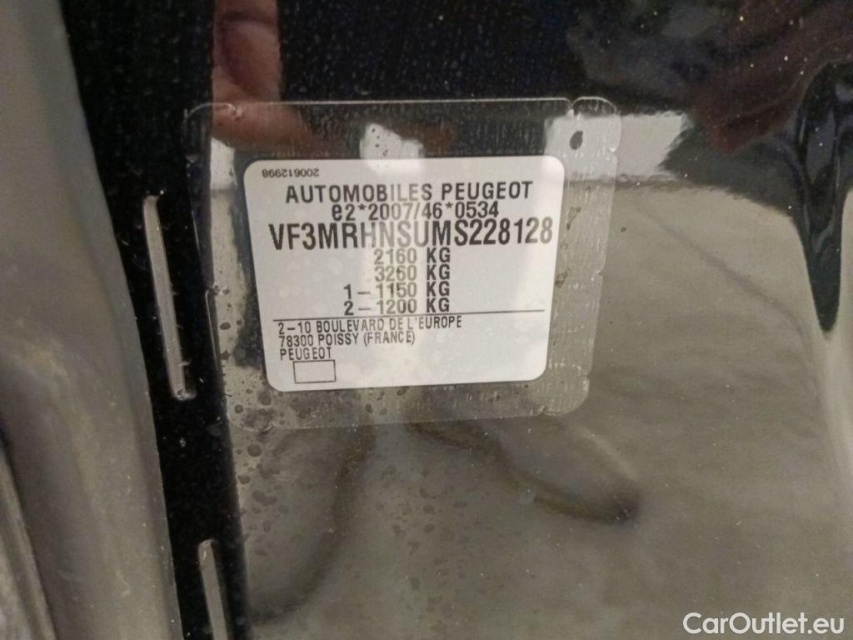 200612998
AUTOMOBILES PEUGEOT
e2*2007/46*0534
VF3MRHNSUMS228128
2160 KG
3260 KG
1-1150 KG
2-1200 KG
2-10 BOULEVARD DE L'EUROPE
78300 POISSY (FRANCE)
PEUGEOT
CarOutlet.eu